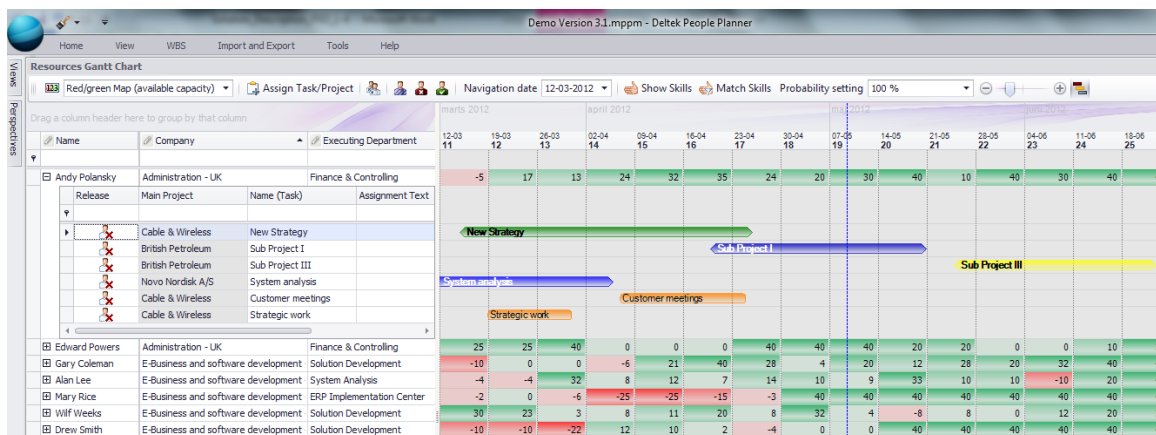 Demo Version 3.1.mppm - Deltek People Planner
Home View WBS Import and Export Tools Help
Views
Perspectives
Resources Gantt Chart
123 Red/green Map (available capacity) Assign Task/Project Navigation date 12-03-2012 Show Skills Match Skills Probability setting 100 %
Drag a column header here to group by that column
marts 2012 april 2012 maj 2012 juni 2012
12-03 19-03 26-03 02-04 09-04 16-04 23-04 30-04 07-05 14-05 21-05 28-05 04-06 11-06 18-06
Name Company Executing Department 11 12 13 14 15 16 17 18 19 20 21 22 23 24 25
Andy Polansky Administration - UK Finance & Controlling -5 17 13 24 32 35 24 20 30 40 10 40 30 40
Release Main Project Name (Task) Assignment Text
Cable & Wireless New Strategy New Strategy
British Petroleum Sub Project I Sub Project I
British Petroleum Sub Project III Sub Project III
Novo Nordisk A/S System analysis System analysis
Cable & Wireless Customer meetings Customer meetings
Cable & Wireless Strategic work Strategic work
Edward Powers Administration - UK Finance & Controlling 25 25 40 0 0 0 40 40 40 20 20 0 0 10
Gary Coleman E-Business and software development Solution Development -10 0 0 -6 21 40 28 4 20 12 28 20 32 40
Alan Lee E-Business and software development System Analysis -4 -4 32 8 12 7 14 10 9 33 10 10 -10 20
Mary Rice E-Business and software development ERP Implementation Center -2 0 -6 -25 -25 -15 -3 40 40 40 40 40 40 40
Wilf Weeks E-Business and software development Solution Development 30 23 3 8 11 20 8 32 4 -8 8 0 12 20
Drew Smith E-Business and software development Solution Development -10 -10 -22 12 10 2 -4 0 0 40 40 40 40 40